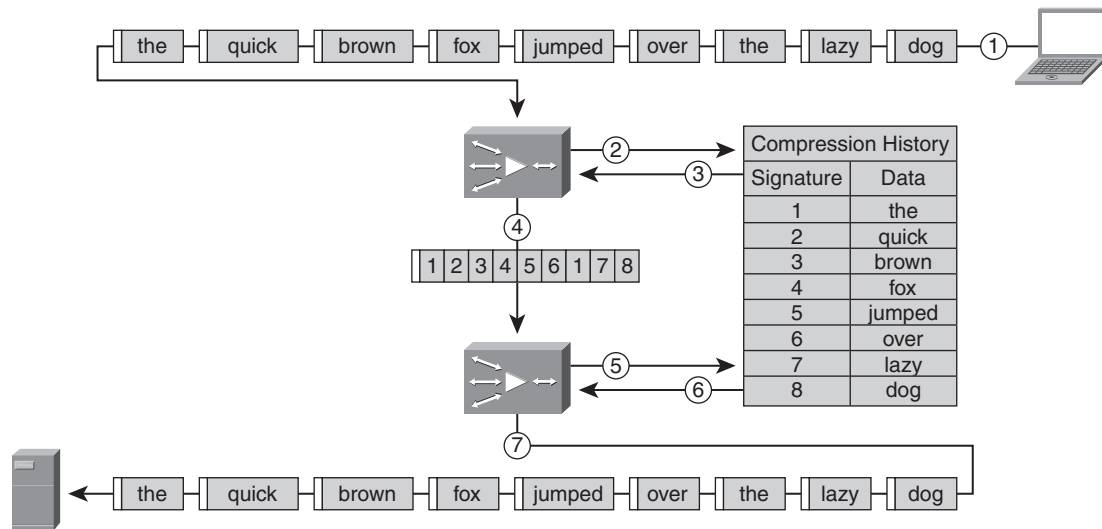 the quick brown fox jumped over the lazy dog 1
2 Compression History
3
Signature Data
4
1 the
2 quick
1 2 3 4 5 6 1 7 8
3 brown
4 fox
5 jumped
6 over
5
7 lazy
6
8 dog
7
the quick brown fox jumped over the lazy dog